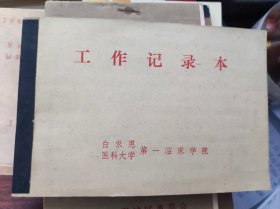 工作记录本
白求恩
医科大学 第一临床学院